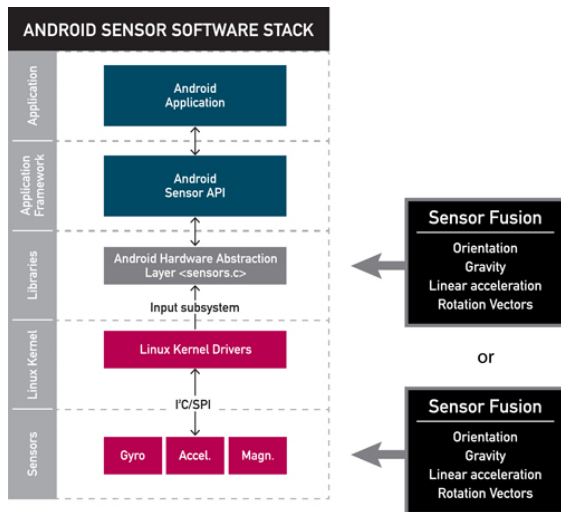 ANDROID SENSOR SOFTWARE STACK
Application
Android
Application
Application
Framework
Android
Sensor API
Libraries
Android Hardware Abstraction
Layer <sensors.c>
Input subsystem
Linux Kernel
Linux Kernel Drivers
I²C/SPI
Sensors
Gyro
Accel.
Magn.
Sensor Fusion
Orientation
Gravity
Linear acceleration
Rotation Vectors
or
Sensor Fusion
Orientation
Gravity
Linear acceleration
Rotation Vectors